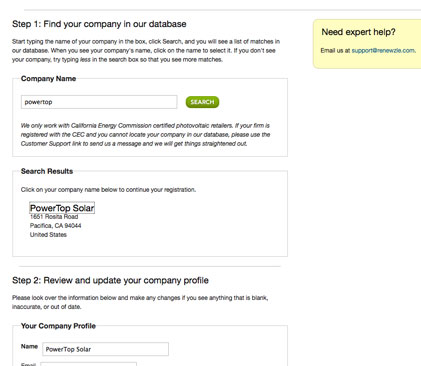 Step 1: Find your company in our database
Start typing the name of your company in the box, click Search, and you will see a list of matches in
our database. When you see your company's name, click on the name to select it. If you don't see
your company, try typing less in the search box so that you see more matches.
Company Name
powertop
SEARCH
We only work with California Energy Commission certified photovoltaic retailers. If your firm is
registered with the CEC and you cannot locate your company in our database, please use the
Customer Support link to send us a message and we will get things straightened out.
Search Results
Click on your company name below to continue your registration.
PowerTop Solar
1651 Rosita Road
Pacifica, CA 94044
United States
Step 2: Review and update your company profile
Please look over the information below and make any changes if you see anything that is blank,
inaccurate, or out of date.
Your Company Profile
Name PowerTop Solar
Email
Need expert help?
Email us at support@renewzle.com.